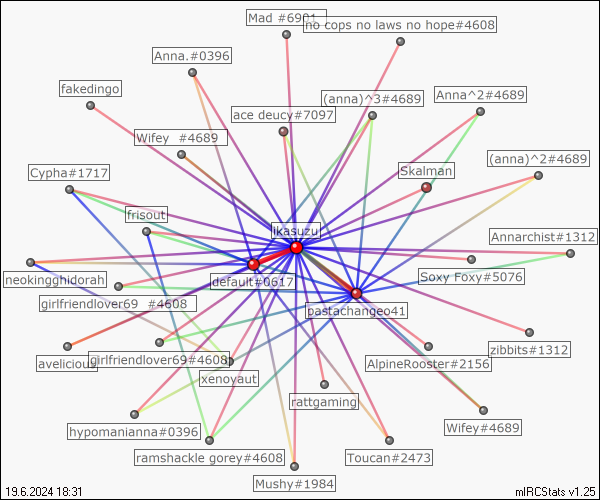 Mad #6901
no cops no laws no hope#4608
Anna.#0396
fakedingo
ace deucy#7097
(anna)^3#4689
Anna^2#4689
Wifey #4689
Cypha#1717
Skalman
(anna)^2#4689
frisout
likasuzu
Annarchist#1312
neokingghidorah
default#0617
Soxy Foxy#5076
girlfriendlover69 #4608
pastachangeo41
avelicious
girlfriendlover69#4608
xenoyaut
AlpineRooster#2156
zibbits#1312
rattgaming
hypomanianna#0396
Wifey#4689
ramshackle gorey#4608
Toucan#2473
Mushy#1984
19.6.2024 18:31
mIRCStats v1.25